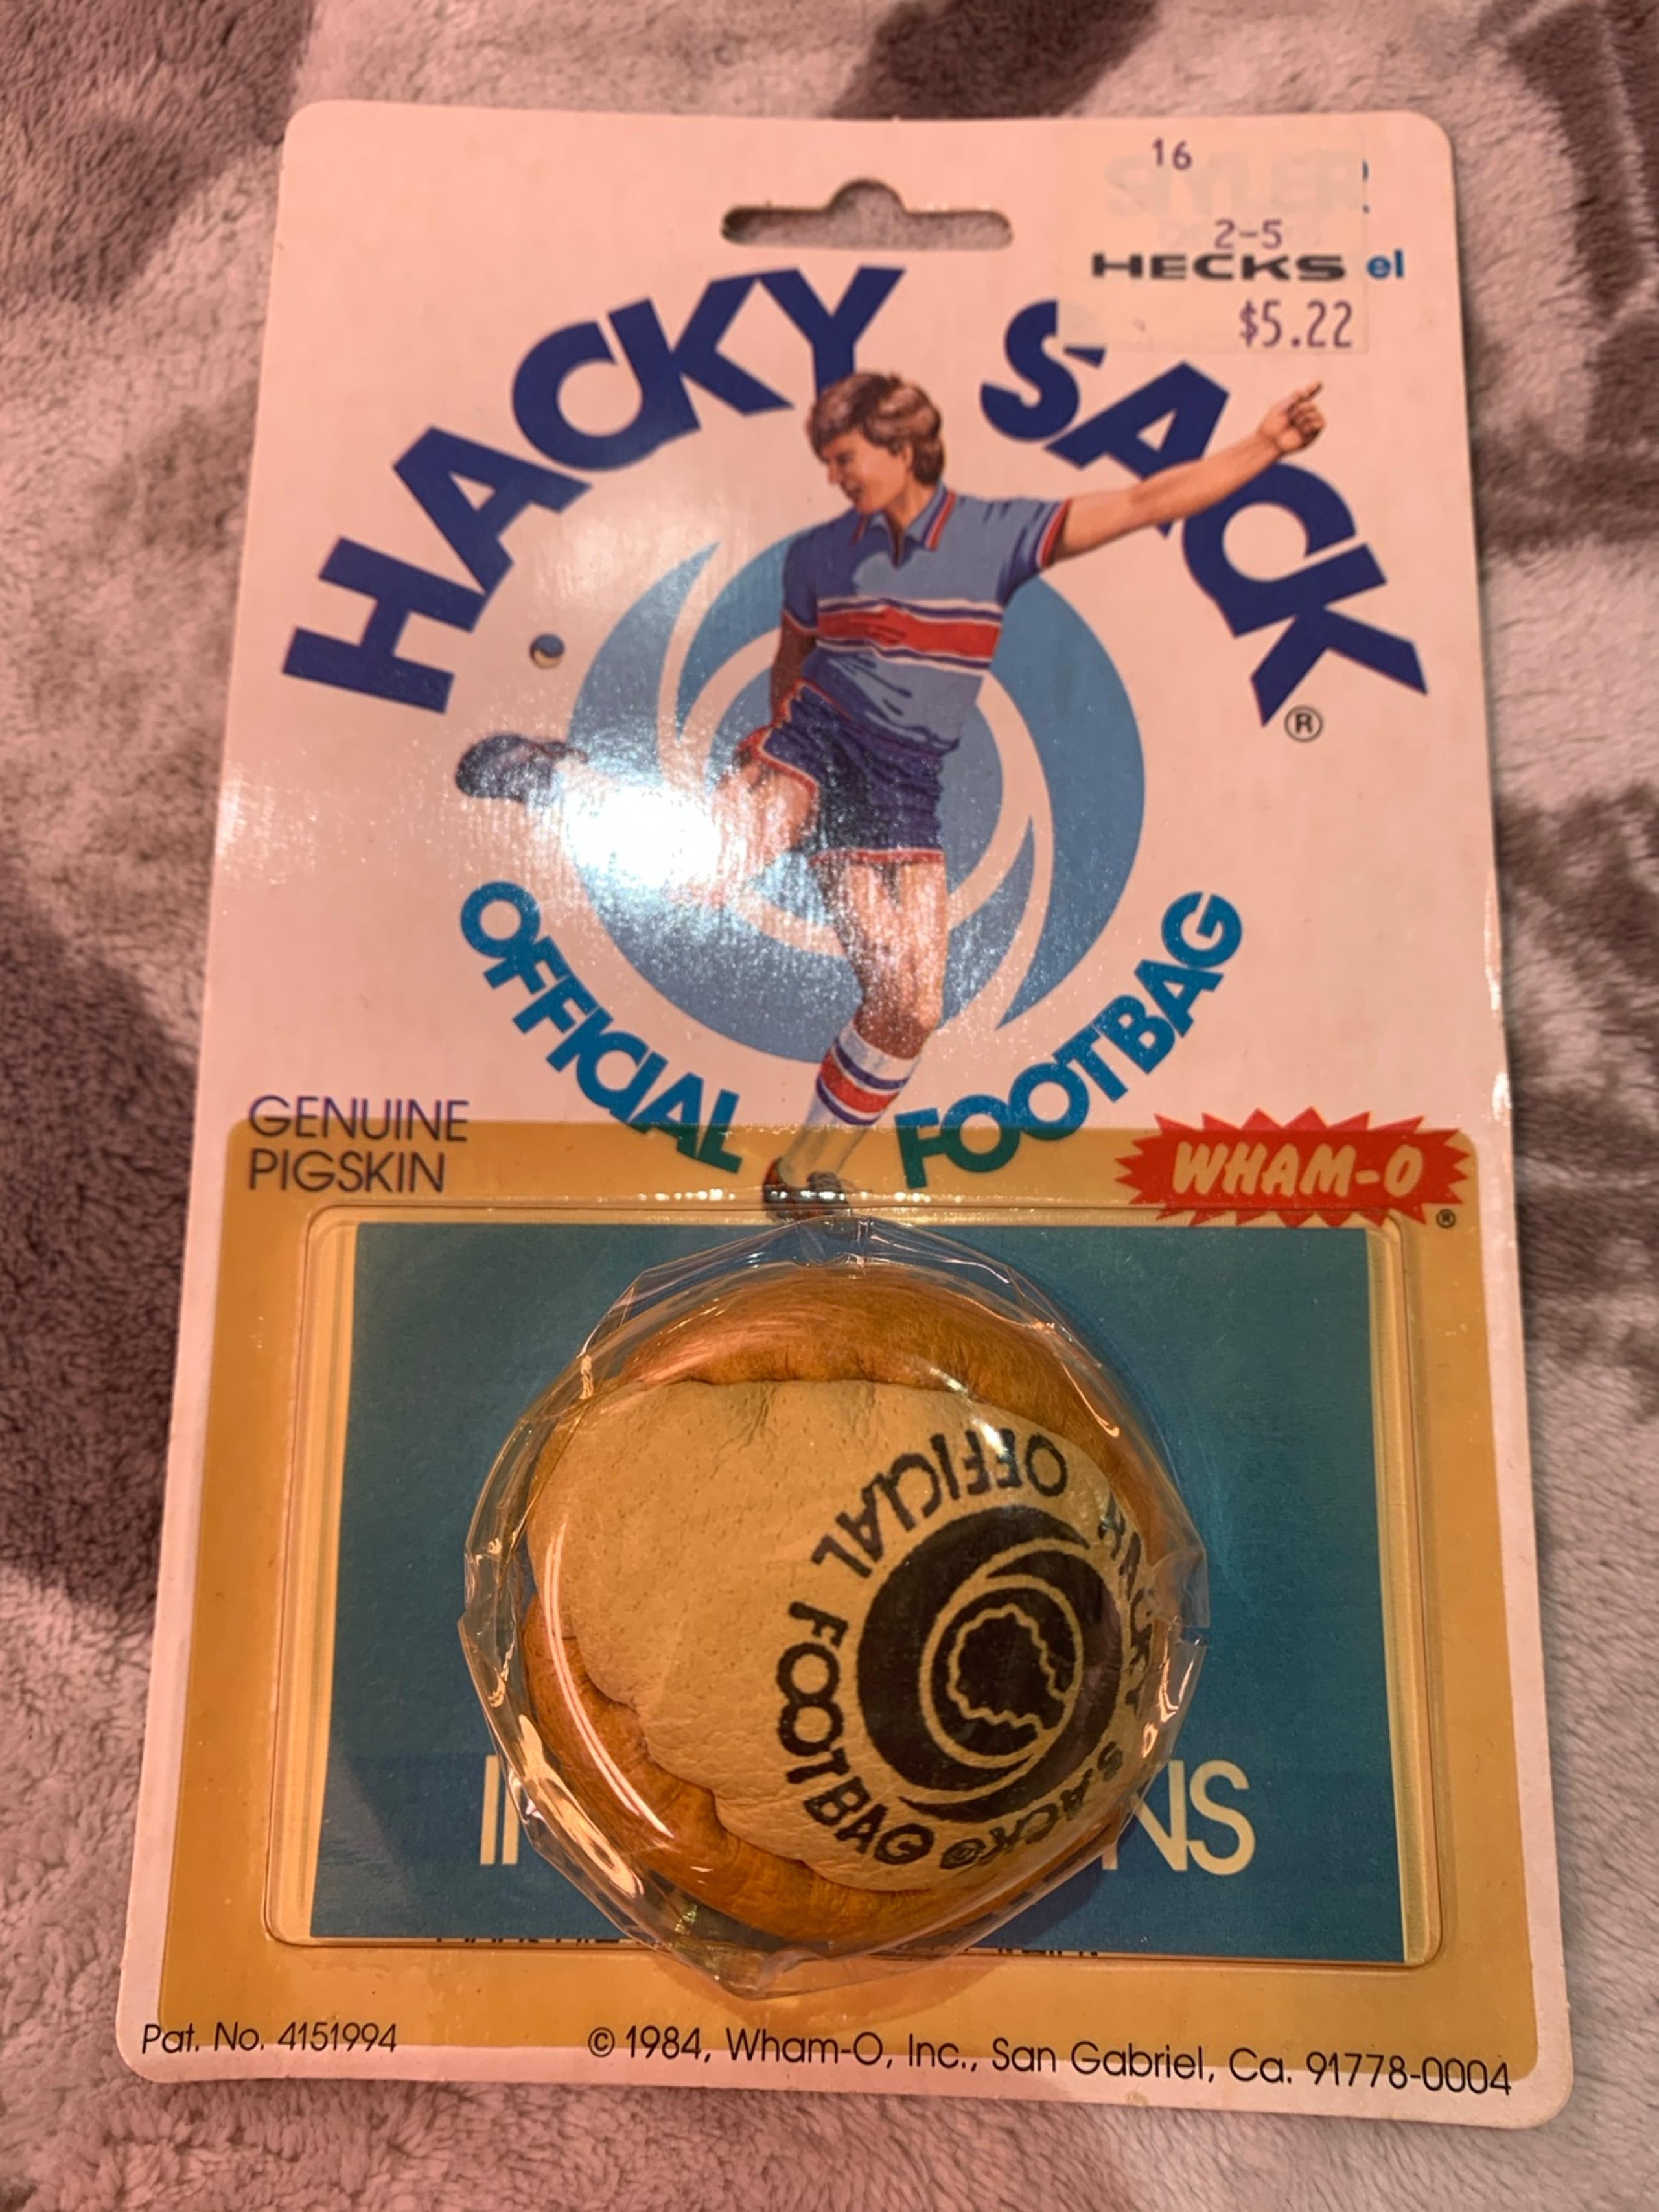 16
2-5
HECKS el
$5.22
HACKY SACK®
OFFICIAL FOOTBAG
GENUINE
PIGSKIN
WHAM-O®
OFFICIAL FOOTBAG
HACKY SACK®
Pat. No. 4151994
© 1984, Wham-O, Inc., San Gabriel, Ca. 91778-0004